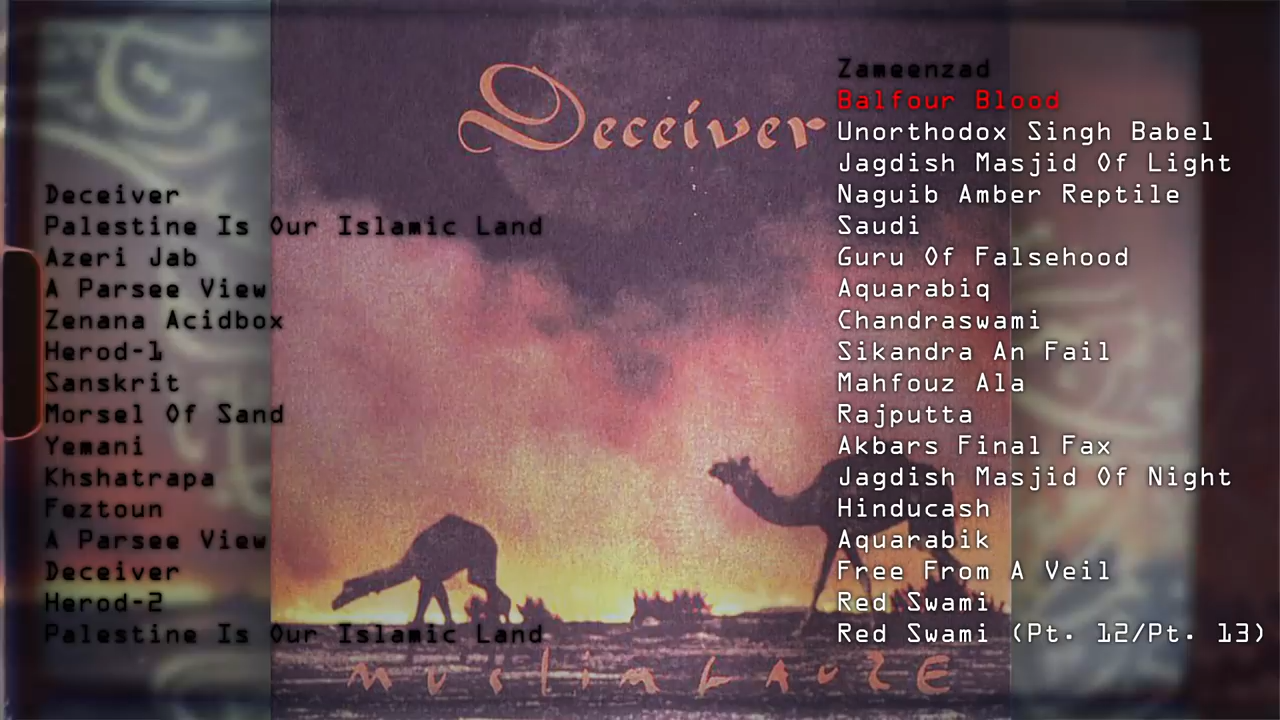 Deceiver
Deceiver
Palestine Is Our Islamic Land
Azeri Jab
A Parsee View
Zenana Acidbox
Herod-1
Sanskrit
Morsel Of Sand
Yemani
Khshatrapa
Feztoun
A Parsee View
Deceiver
Herod-2
Palestine Is Our Islamic Land
Zameenzad
Balfour Blood
Unorthodox Singh Babel
Jagdish Masjid Of Light
Naguib Amber Reptile
Saudi
Guru Of Falsehood
Aquarabiq
Chandraswami
Sikandra An Fail
Mahfouz Ala
Rajputta
Akbars Final Fax
Jagdish Masjid Of Night
Hinducash
Aquarabik
Free From A Veil
Red Swami
Red Swami (Pt. 12/Pt. 13)
muslimgauZE